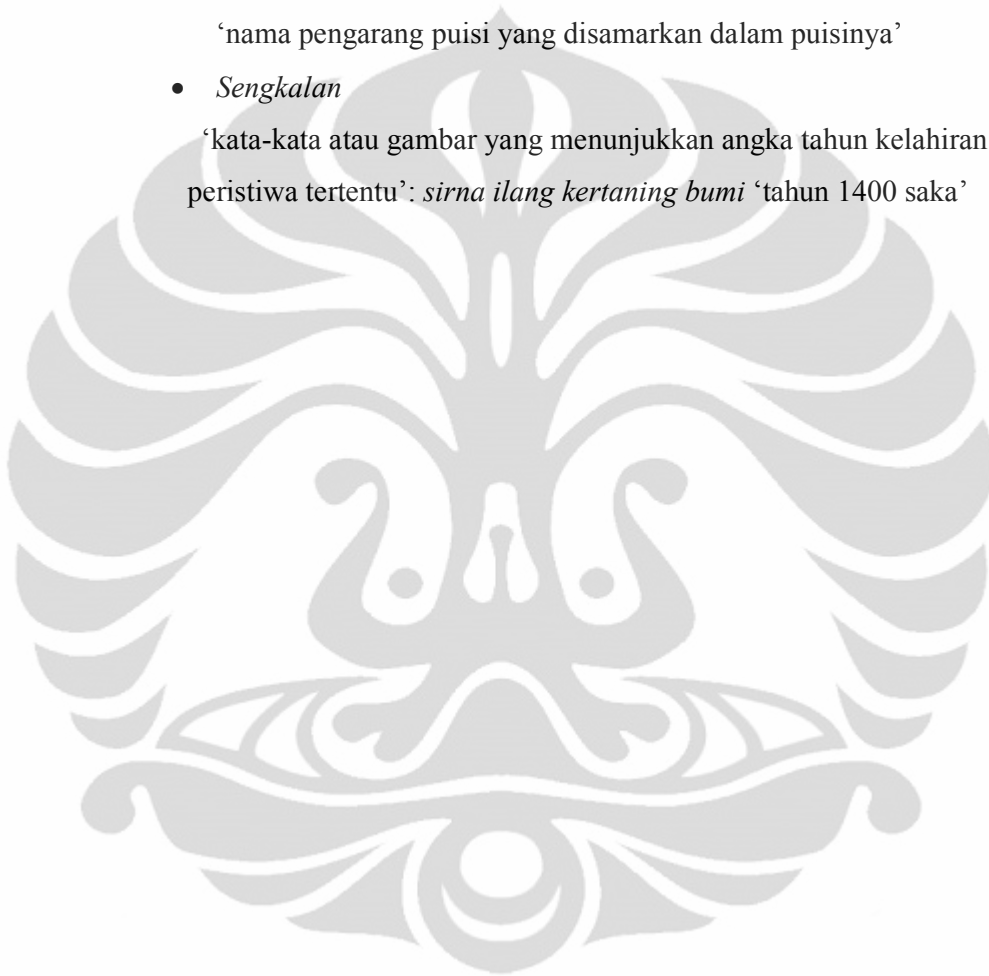 ‘nama pengarang puisi yang disamarkan dalam puisinya’
• Sengkalan
‘kata-kata atau gambar yang menunjukkan angka tahun kelahiran
peristiwa tertentu’: sirna ilang kertaning bumi ‘tahun 1400 saka’